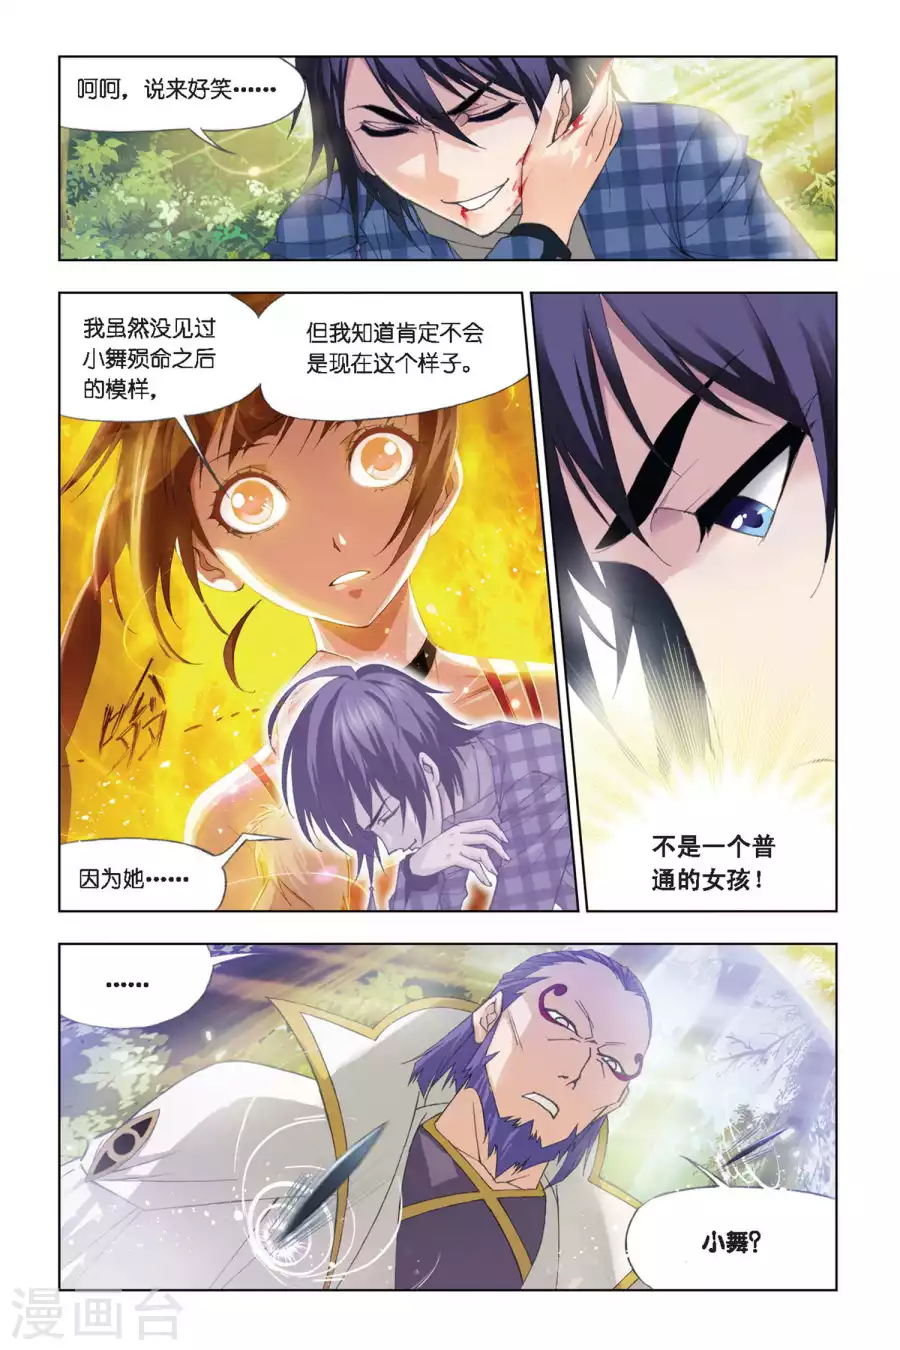 呵呵，说来好笑……
我虽然没见过
小舞殒命之后
的模样，
但我知道肯定不会
是现在这个样子。
嗡
因为她……
不是一个普
通的女孩！
……
小舞？
漫画台